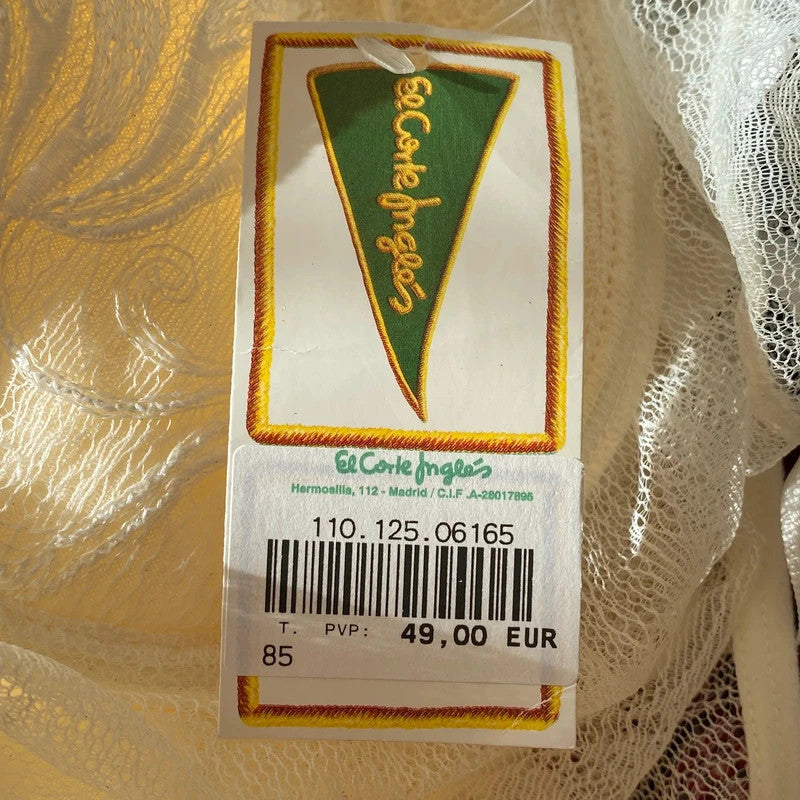 El Corte Inglés
El Corte Inglés
Hermosilla, 112 - Madrid / C.I.F .A-28017895
110.125.06165
T. PVP: 49,00 EUR
85